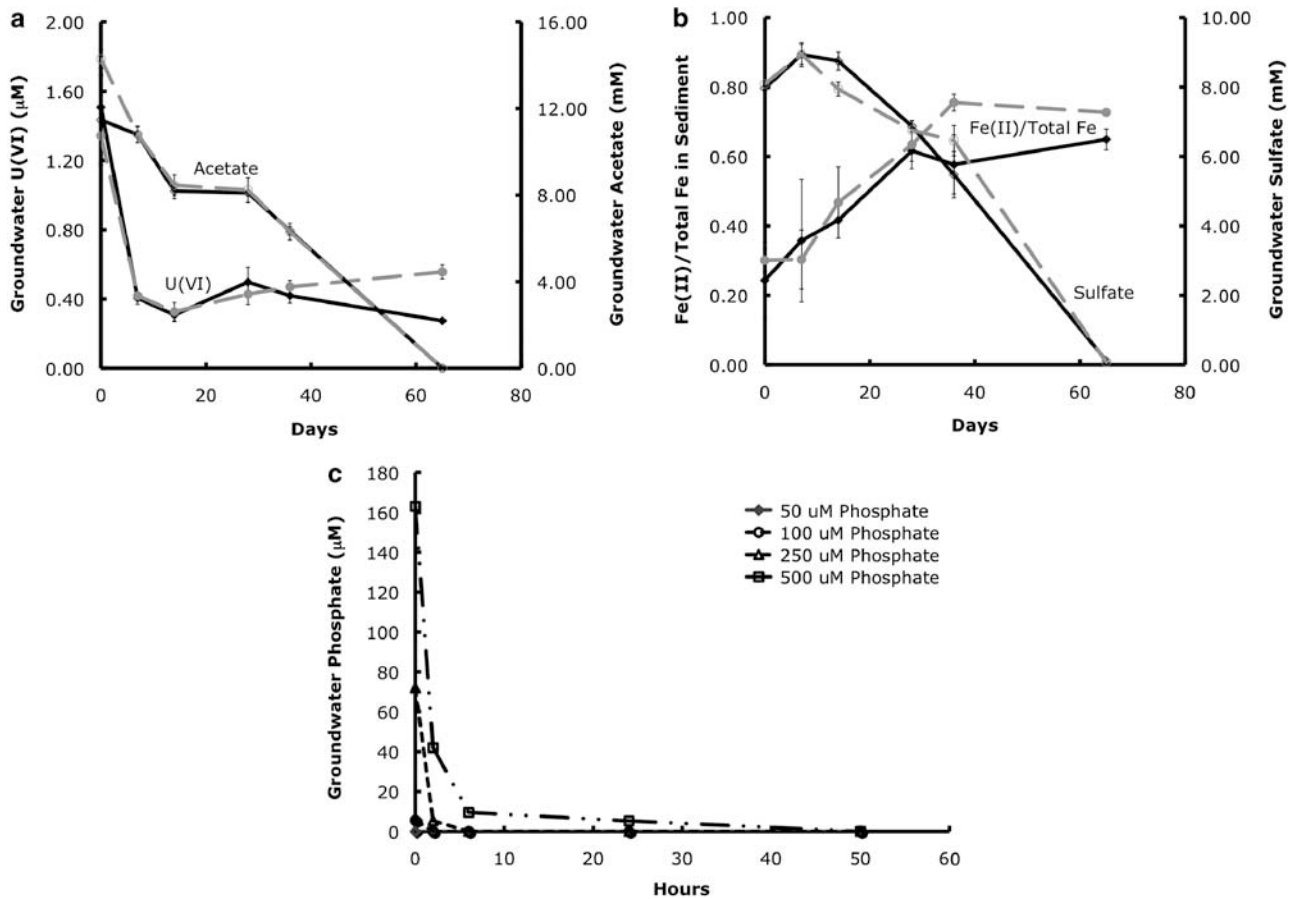 a
Groundwater U(VI) (µM)
2.00
1.60
1.20
0.80
0.40
0.00
Acetate
U(VI)
16.00
12.00
8.00
4.00
0.00
Groundwater Acetate (mM)
0 20 40 60 80
Days
b
Fe(II)/Total Fe in Sediment
1.00
0.80
0.60
0.40
0.20
0.00
Fe(II)/Total Fe
Sulfate
10.00
8.00
6.00
4.00
2.00
0.00
Groundwater Sulfate (mM)
0 20 40 60 80
Days
c
Groundwater Phosphate (µM)
180
160
140
120
100
80
60
40
20
0
50 uM Phosphate
100 uM Phosphate
250 uM Phosphate
500 uM Phosphate
0 10 20 30 40 50 60
Hours